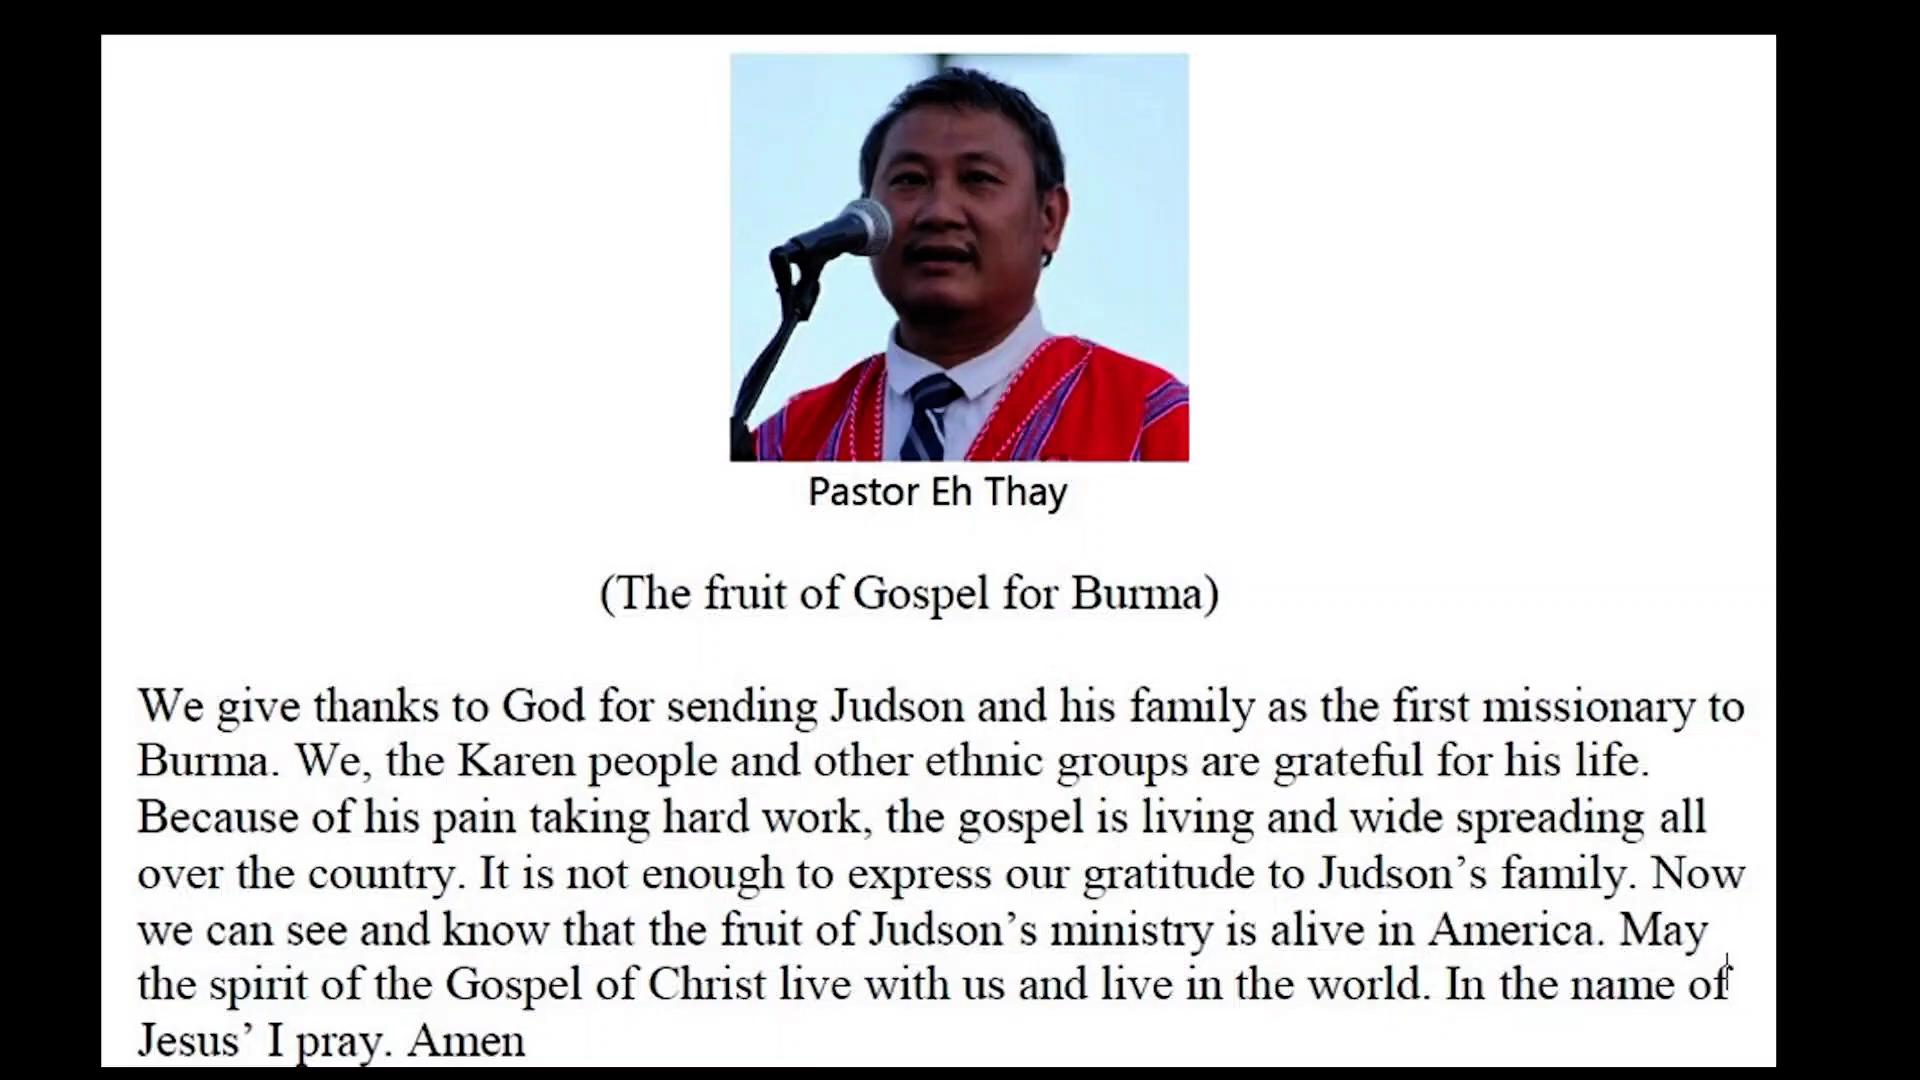 Pastor Eh Thay
(The fruit of Gospel for Burma)
We give thanks to God for sending Judson and his family as the first missionary to
Burma. We, the Karen people and other ethnic groups are grateful for his life.
Because of his pain taking hard work, the gospel is living and wide spreading all
over the country. It is not enough to express our gratitude to Judson’s family. Now
we can see and know that the fruit of Judson’s ministry is alive in America. May
the spirit of the Gospel of Christ live with us and live in the world. In the name of
Jesus’ I pray. Amen